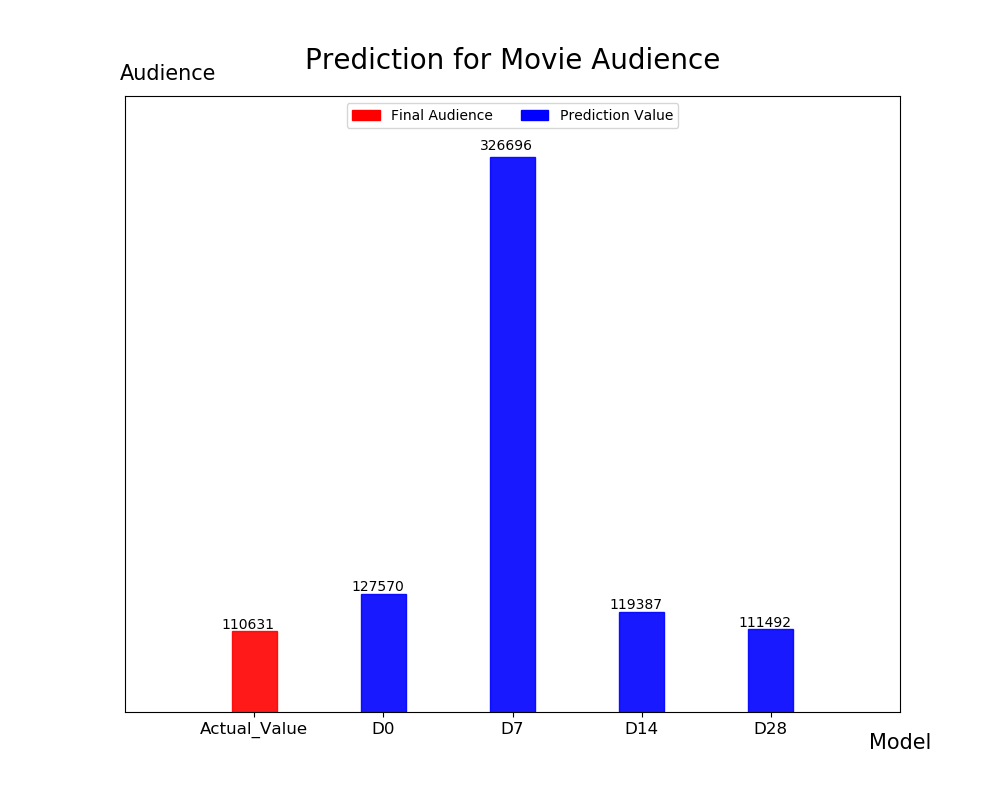 Prediction for Movie Audience
Audience
Final Audience
Prediction Value
326696
127570
119387
110631
111492
Actual_Value
D0
D7
D14
D28
Model